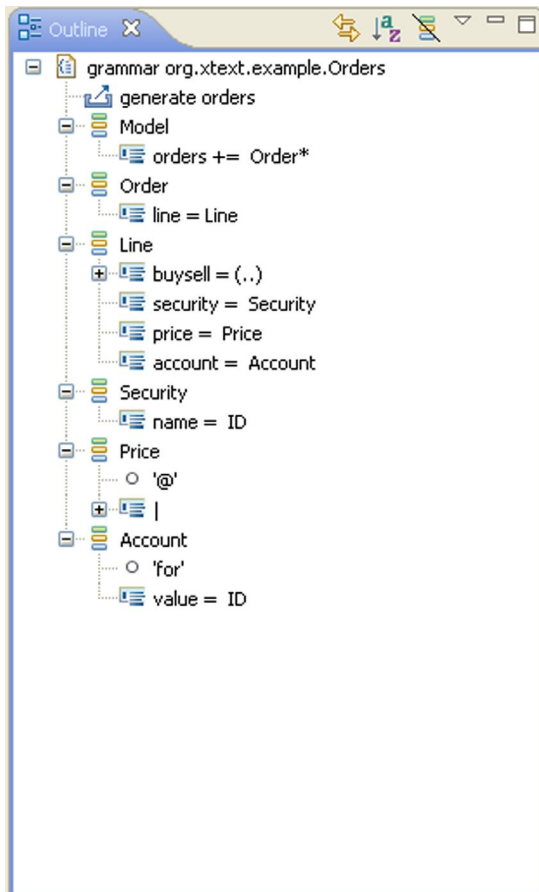 Outline
grammar org.xtext.example.Orders
generate orders
Model
orders += Order*
Order
line = Line
Line
buysell = (..)
security = Security
price = Price
account = Account
Security
name = ID
Price
'@'
|
Account
'for'
value = ID